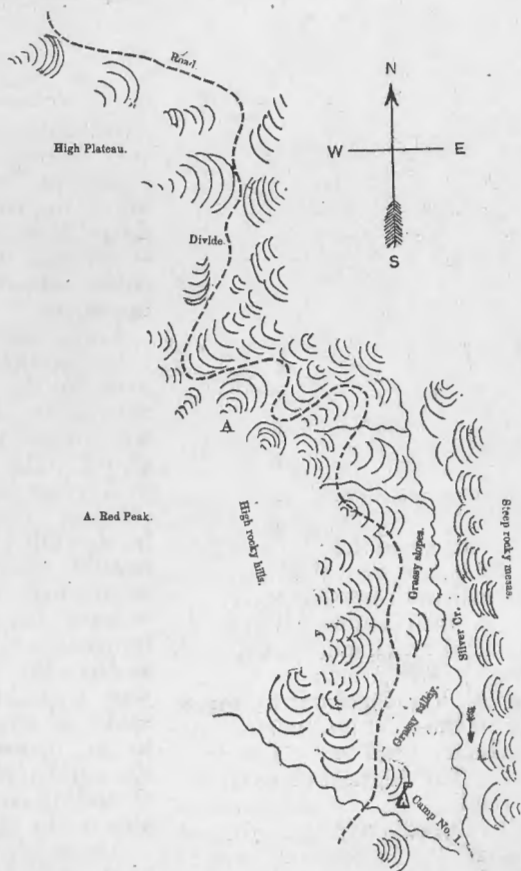 Road.
N
High Plateau.
W
E
S
Divide.
A.
A. Red Peak.
High rocky hills.
Grassy slopes.
Steep rocky mesas.
Silver Cr.
Grassy valley.
Camp No. 1.